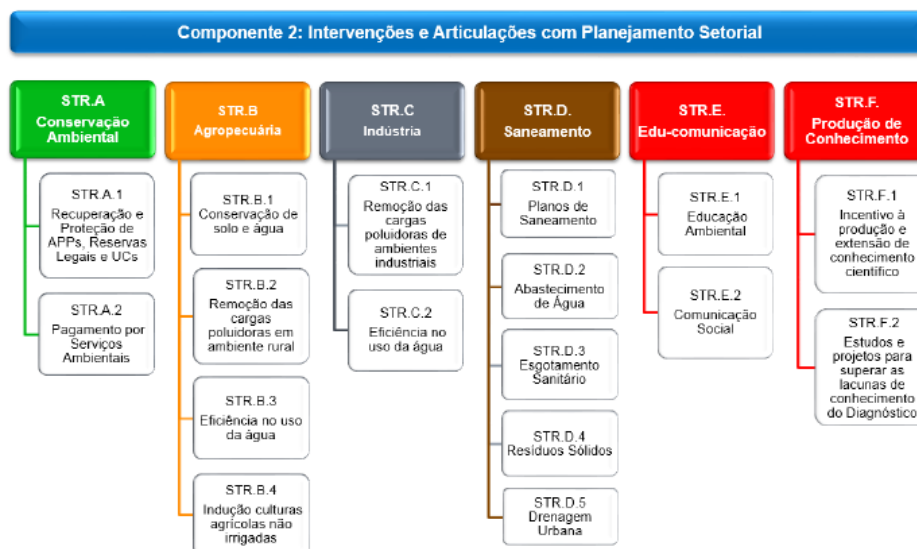 Componente 2: Intervenções e Articulações com Planejamento Setorial
STR.A
Conservação
Ambiental
STR.A.1
Recuperação e
Proteção de
APPs, Reservas
Legais e UCs
STR.A.2
Pagamento por
Serviços
Ambientais
STR.B
Agropecuária
STR.B.1
Conservação de
solo e água
STR.B.2
Remoção das
cargas
poluidoras em
ambiente rural
STR.B.3
Eficiência no uso
da água
STR.B.4
Indução culturas
agrícolas não
irrigadas
STR.C
Indústria
STR.C.1
Remoção das
cargas
poluidoras de
ambientes
industriais
STR.C.2
Eficiência no
uso da água
STR.D.
Saneamento
STR.D.1
Planos de
Saneamento
STR.D.2
Abastecimento
de Água
STR.D.3
Esgotamento
Sanitário
STR.D.4
Resíduos Sólidos
STR.D.5
Drenagem
Urbana
STR.E.
Edu-comunicação
STR.E.1
Educação
Ambiental
STR.E.2
Comunicação
Social
STR.F.
Produção de
Conhecimento
STR.F.1
Incentivo à
produção e
extensão de
conhecimento
científico
STR.F.2
Estudos e
projetos para
superar as
lacunas de
conhecimento
do Diagnóstico